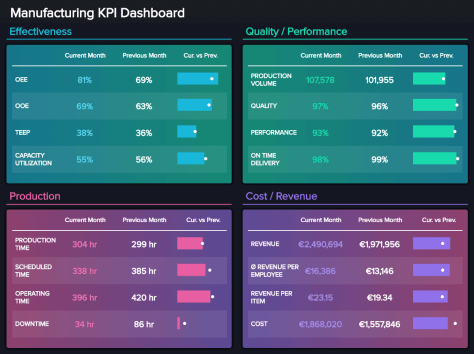 Manufacturing KPI Dashboard
Effectiveness
Current Month Previous Month Cur. vs Prev.
OEE 81% 69%
OOE 69% 63%
TEEP 38% 36%
CAPACITY
UTILIZATION 55% 56%
Quality / Performance
Current Month Previous Month Cur. vs Prev.
PRODUCTION
VOLUME 107,578 101,955
QUALITY 97% 96%
PERFORMANCE 93% 92%
ON TIME
DELIVERY 98% 99%
Production
Current Month Previous Month Cur. vs Prev.
PRODUCTION
TIME 304 hr 299 hr
SCHEDULED
TIME 338 hr 385 hr
OPERATING
TIME 396 hr 420 hr
DOWNTIME 34 hr 86 hr
Cost / Revenue
Current Month Previous Month Cur. vs Prev.
REVENUE €2,490,694 €1,971,956
Ø REVENUE PER
EMPLOYEE €16,386 €13,146
REVENUE PER
ITEM €23.15 €19.34
COST €1,868,020 €1,557,846